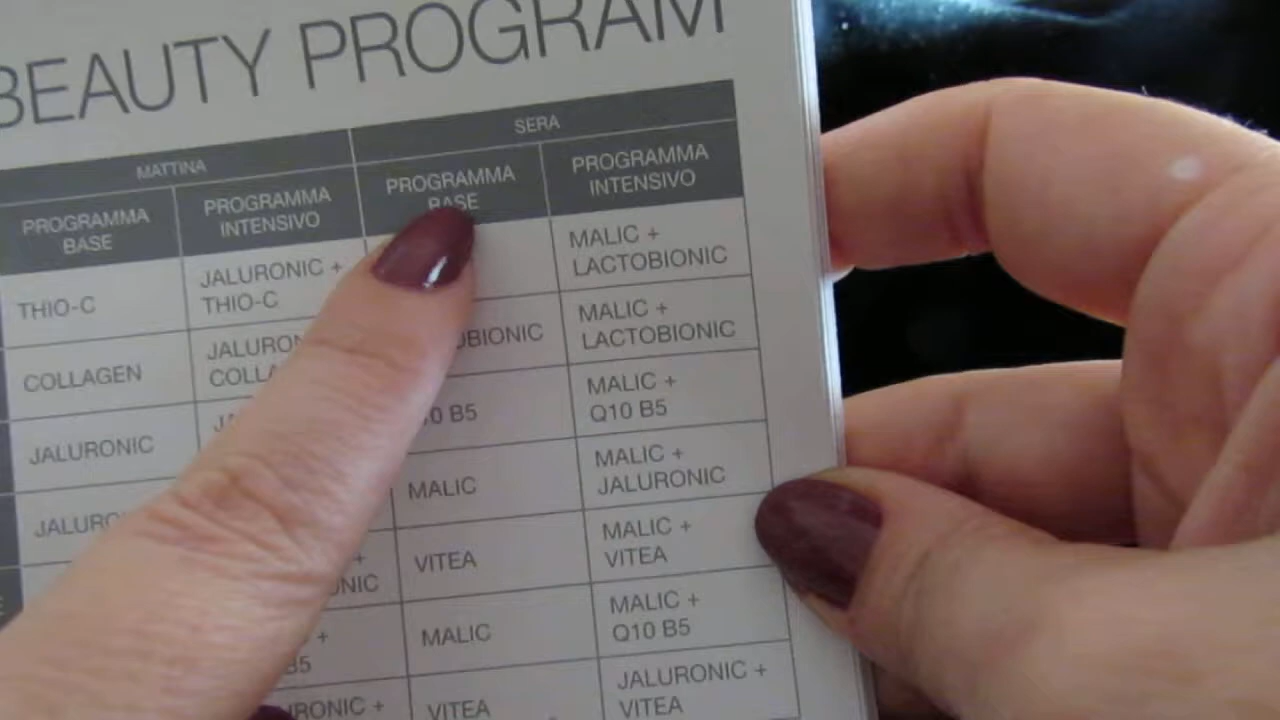 BEAUTY PROGRAM
MATTINA
SERA
PROGRAMMA
BASE
PROGRAMMA
INTENSIVO
PROGRAMMA
BASE
PROGRAMMA
INTENSIVO
THIO-C
JALURONIC +
THIO-C
MALIC +
LACTOBIONIC
COLLAGEN
MALIC +
LACTOBIONIC
JALURONIC
B5
MALIC +
Q10 B5
MALIC
MALIC +
JALURONIC
VITEA
MALIC +
VITEA
+
MALIC
MALIC +
Q10 B5
VITEA
JALURONIC +
VITEA